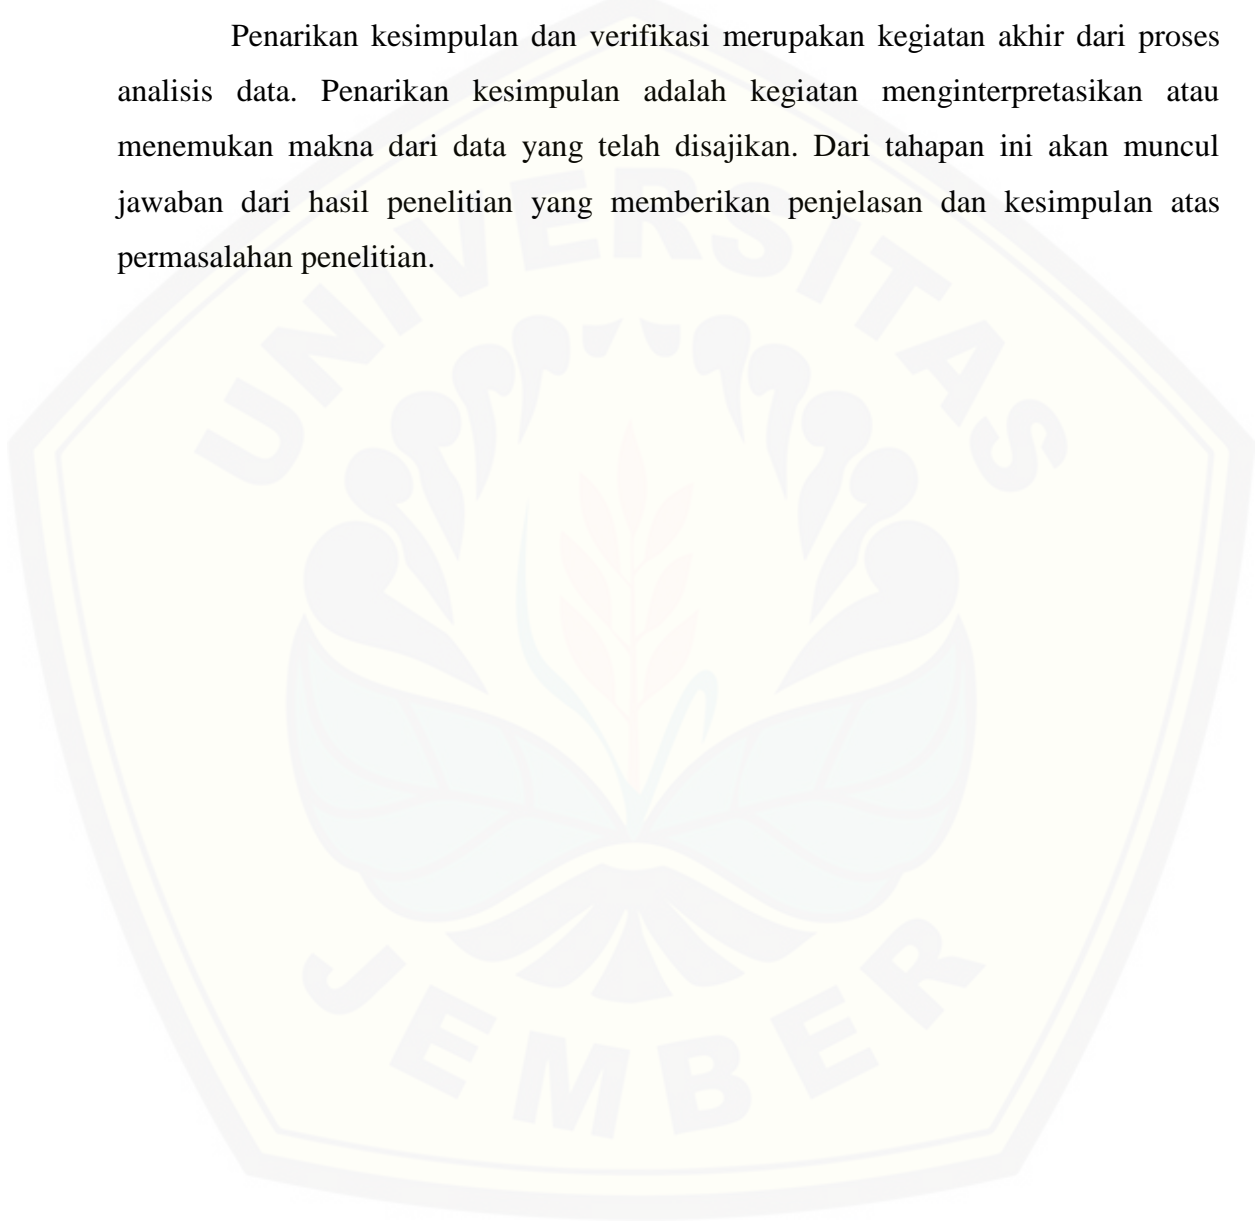 Penarikan kesimpulan dan verifikasi merupakan kegiatan akhir dari proses
analisis data. Penarikan kesimpulan adalah kegiatan menginterpretasikan atau
menemukan makna dari data yang telah disajikan. Dari tahapan ini akan muncul
jawaban dari hasil penelitian yang memberikan penjelasan dan kesimpulan atas
permasalahan penelitian.
UNIVERSITAS
JEMBER